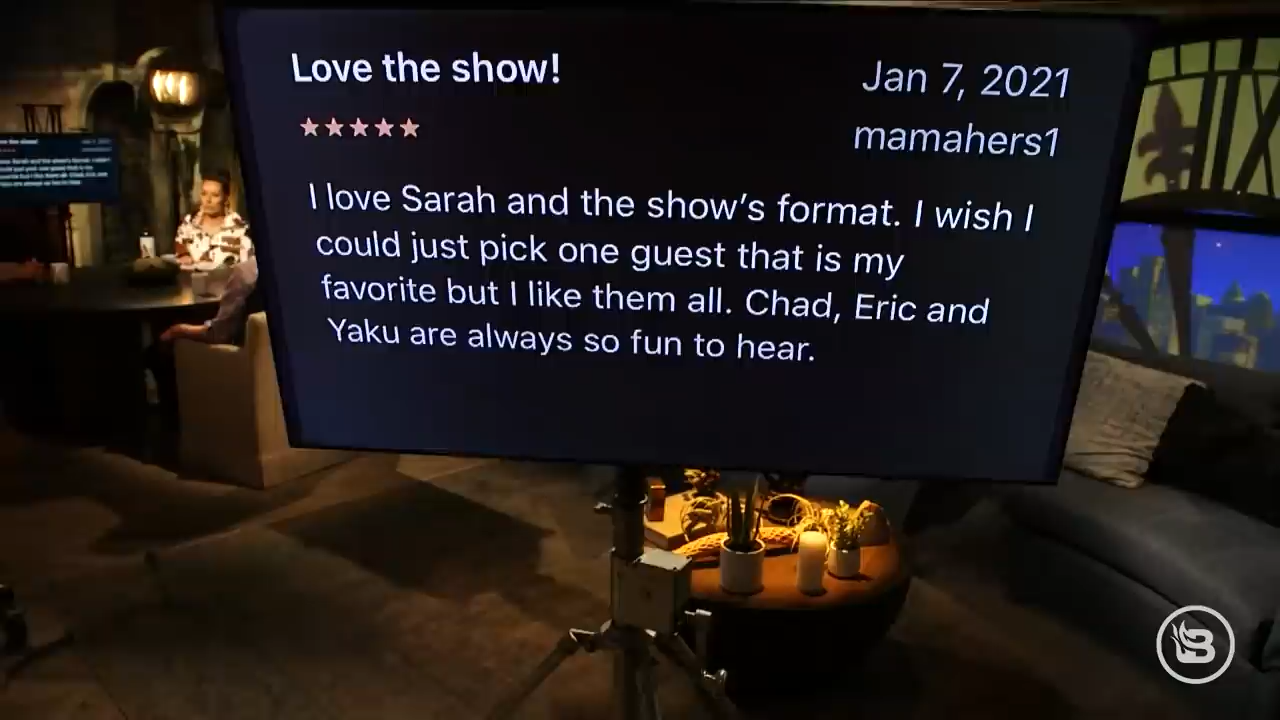 Love the show!
Jan 7, 2021
★★★★★
mamahers1
I love Sarah and the show's format. I wish I
could just pick one guest that is my
favorite but I like them all. Chad, Eric and
Yaku are always so fun to hear.
B